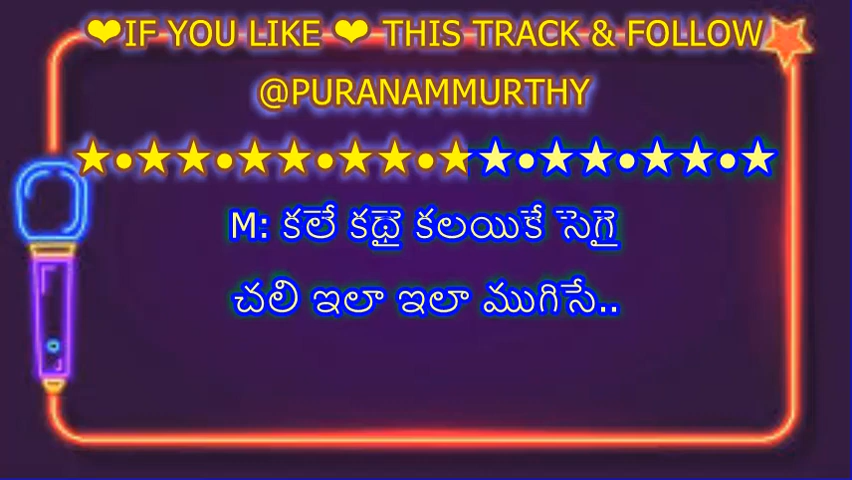 ❤IF YOU LIKE ❤ THIS TRACK & FOLLOW
@PURANAMMURTHY
★•★★•★★•★★•★★•★★•★★•★
M: కలే కథై కలయికే సెగై
చలి ఇలా ఇలా ముగిసే..